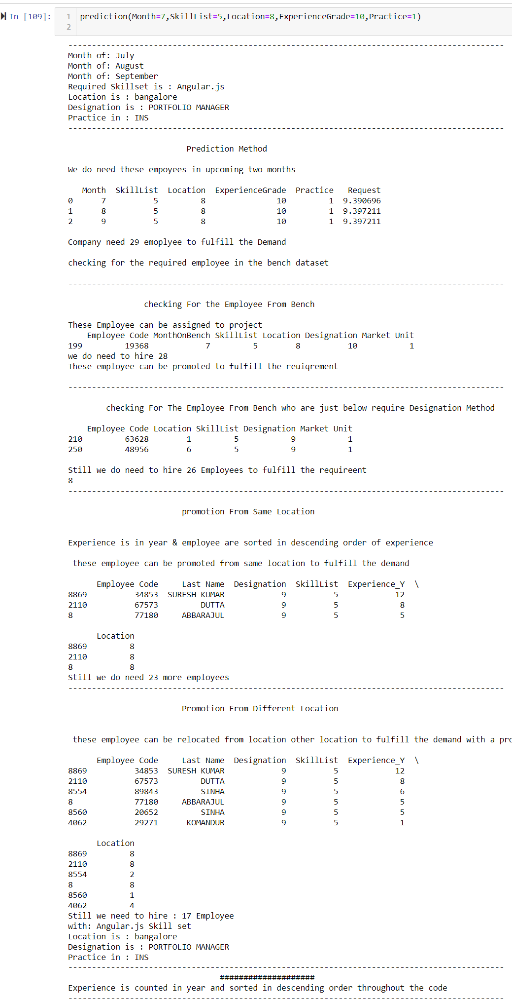 In [109]:
1 prediction(Month=7,SkillList=5,Location=8,ExperienceGrade=10,Practice=1)
2
--------------------------------------------------------------------------------------------
Month of: July
Month of: August
Month of: September
Required Skillset is : Angular.js
Location is : bangalore
Designation is : PORTFOLIO MANAGER
Practice in : INS
--------------------------------------------------------------------------------------------
Prediction Method
We do need these empoyees in upcoming two months
Month SkillList Location ExperienceGrade Practice Request
0 7 5 8 10 1 9.390696
1 8 5 8 10 1 9.397211
2 9 5 8 10 1 9.397211
Company need 29 emoplyee to fulfill the Demand
checking for the required employee in the bench dataset
--------------------------------------------------------------------------------------------
checking For the Employee From Bench
These Employee can be assigned to project
Employee Code MonthOnBench SkillList Location Designation Market Unit
199 19368 7 5 8 10 1
we do need to hire 28
These employee can be promoted to fulfill the reuiqrement
--------------------------------------------------------------------------------------------
checking For The Employee From Bench who are just below require Designation Method
Employee Code Location SkillList Designation Market Unit
210 63628 1 5 9 1
250 48956 6 5 9 1
Still we do need to hire 26 Employees to fulfill the requireent
8
--------------------------------------------------------------------------------------------
promotion From Same Location
Experience is in year & employee are sorted in descending order of experience
these employee can be promoted from same location to fulfill the demand
Employee Code Last Name Designation SkillList Experience_Y \
8869 34853 SURESH KUMAR 9 5 12
2110 67573 DUTTA 9 5 8
8 77180 ABBARAJUL 9 5 5
Location
8869 8
2110 8
8 8
Still we do need 23 more employees
--------------------------------------------------------------------------------------------
Promotion From Different Location
these employee can be relocated from location other location to fulfill the demand with a pro
Employee Code Last Name Designation SkillList Experience_Y \
8869 34853 SURESH KUMAR 9 5 12
2110 67573 DUTTA 9 5 8
8554 89843 SINHA 9 5 6
8 77180 ABBARAJUL 9 5 5
8560 20652 SINHA 9 5 5
4062 29271 KOMANDUR 9 5 1
Location
8869 8
2110 8
8554 2
8 8
8560 1
4062 4
Still we need to hire : 17 Employee
with: Angular.js Skill set
Location is : bangalore
Designation is : PORTFOLIO MANAGER
Practice in : INS
--------------------------------------------------------------------------------------------
####################
Experience is counted in year and sorted in descending order throughout the code
--------------------------------------------------------------------------------------------